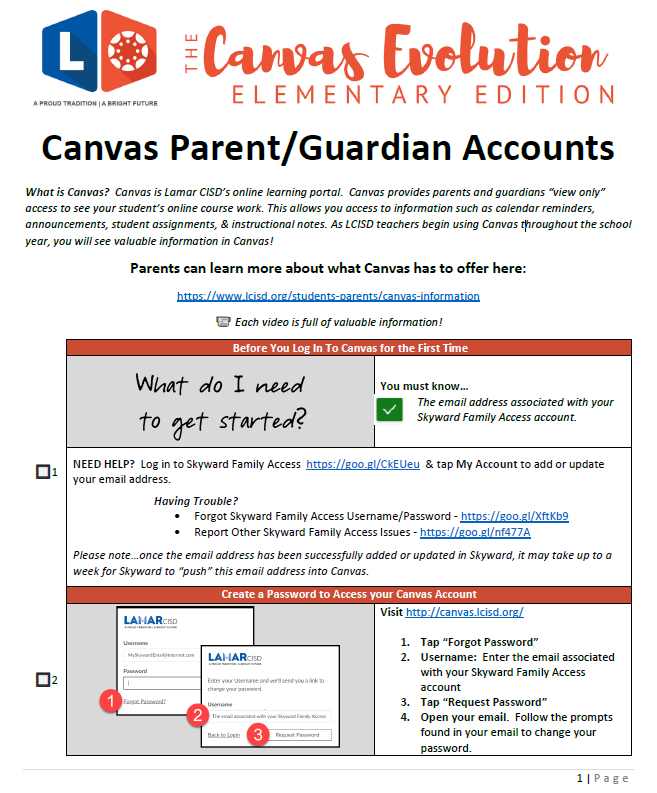 L
A PROUD TRADITION | A BRIGHT FUTURE
THE Canvas Evolution
ELEMENTARY EDITION
Canvas Parent/Guardian Accounts
What is Canvas? Canvas is Lamar CISD's online learning portal. Canvas provides parents and guardians "view only"
access to see your student's online course work. This allows you access to information such as calendar reminders,
announcements, student assignments, & instructional notes. As LCISD teachers begin using Canvas throughout the school
year, you will see valuable information in Canvas!
Parents can learn more about what Canvas has to offer here:
https://www.lcisd.org/students-parents/canvas-information
Each video is full of valuable information!
Before You Log In To Canvas for the First Time
What do I need
to get started?
You must know...
The email address associated with your
Skyward Family Access account.
1
NEED HELP? Log in to Skyward Family Access https://goo.gl/CkEUeu & tap My Account to add or update
your email address.
Having Trouble?
• Forgot Skyward Family Access Username/Password - https://goo.gl/XftKb9
• Report Other Skyward Family Access Issues - https://goo.gl/nf477A
Please note...once the email address has been successfully added or updated in Skyward, it may take up to a
week for Skyward to "push" this email address into Canvas.
Create a Password to Access your Canvas Account
2
LAMARCISD
A PROUD TRADITION | A BRIGHT FUTURE
Username
MySkywardEmail@internet.com
Password
1
Forgot Password?
LAMARCISD
A PROUD TRADITION | A BRIGHT FUTURE
Enter your Username and we'll send you a link to
change your password.
Username
2
The email associated with your Skyward Family Access
Back to Login
3
Request Password
Visit http://canvas.lcisd.org/
1. Tap "Forgot Password"
2. Username: Enter the email associated
with your Skyward Family Access
account
3. Tap "Request Password"
4. Open your email. Follow the prompts
found in your email to change your
password.
1 | Page